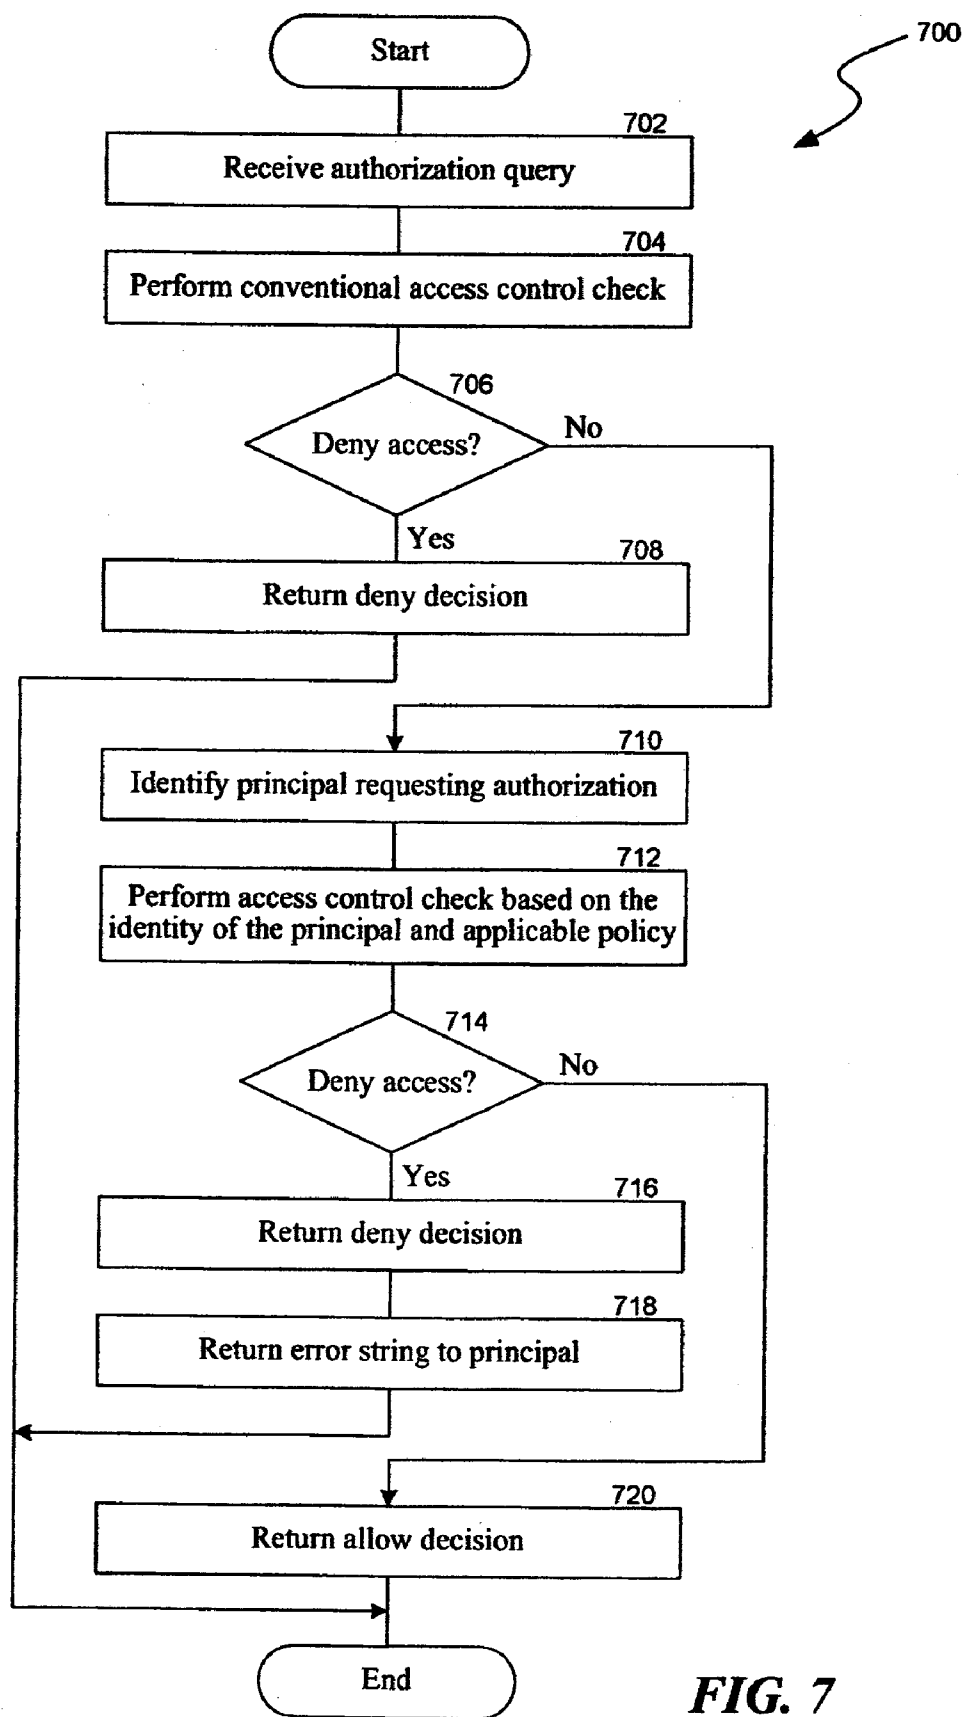 700
Start
702
Receive authorization query
704
Perform conventional access control check
706
Deny access?
No
Yes
708
Return deny decision
710
Identify principal requesting authorization
712
Perform access control check based on the
identity of the principal and applicable policy
714
Deny access?
No
Yes
716
Return deny decision
718
Return error string to principal
720
Return allow decision
End
FIG. 7